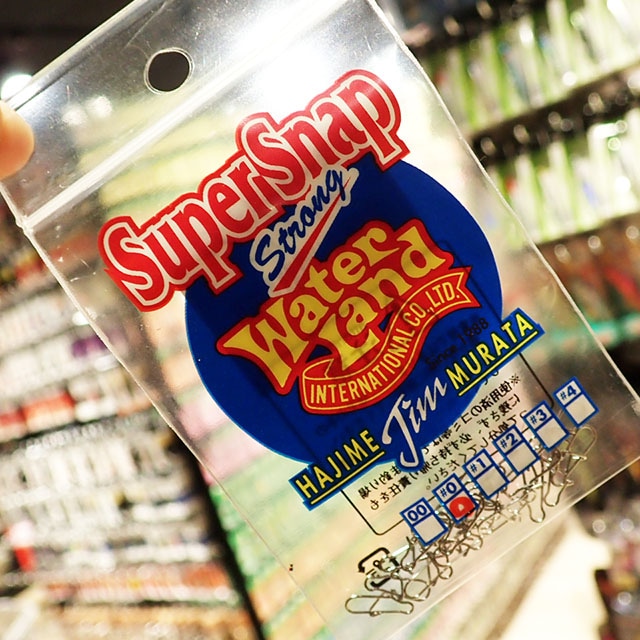 SuperSnap
Strong
Water
Land
INTERNATIONAL CO.,LTD.
Since 1988
HAJIME Jim MURATA
00 #0 #1 #2 #3 #4